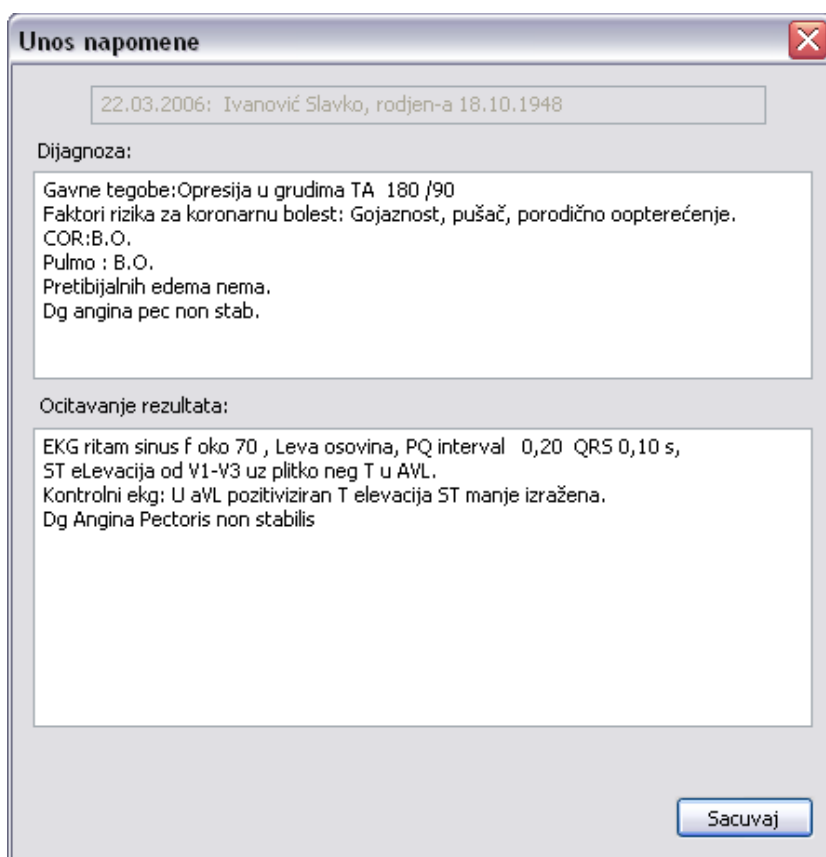 Unos napomene
22.03.2006: Ivanović Slavko, rodjen-a 18.10.1948
Dijagnoza:
Gavne tegobe:Opresija u grudima TA 180 /90
Faktori rizika za koronarnu bolest: Gojaznost, pušač, porodično oopterećenje.
COR:B.O.
Pulmo : B.O.
Pretibijalnih edema nema.
Dg angina pec non stab.
Ocitavanje rezultata:
EKG ritam sinus f oko 70 , Leva osovina, PQ interval 0,20 QRS 0,10 s,
ST eLevacija od V1-V3 uz plitko neg T u AVL.
Kontrolni ekg: U aVL pozitiviziran T elevacija ST manje izražena.
Dg Angina Pectoris non stabilis
Sacuvaj